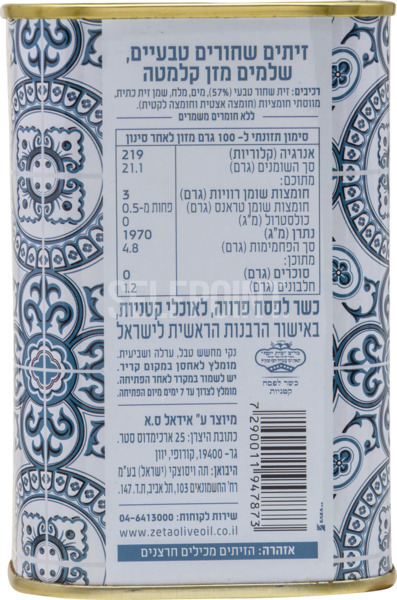 זיתים שחורים טבעיים,
שלמים מזן קלמטה
רכיבים: זית שחור טבעי (57%), מים, מלח, שמן זית כתית,
מווסתי חומציות (חומצה אצטית וחומצה לקטית).
ללא חומרים משמרים
סימון תזונתי ל- 100 גרם מזון לאחר סינון
אנרגיה (קלוריות) 219
סך השומנים (גרם) 21.1
מתוכם:
חומצות שומן רוויות (גרם) 3
חומצות שומן טראנס (גרם) פחות מ-0.5
כולסטרול (מ"ג) 0
נתרן (מ"ג) 1970
סך הפחמימות (גרם) 4.8
מתוכן:
סוכרים (גרם) 0
חלבונים (גרם) 1.2
כשר לפסח פרווה, לאוכלי קטניות,
באישור הרבנות הראשית לישראל
נקי מחשש טבל, ערלה ושביעית.
מומלץ לאחסן במקום קריר.
יש לשמור במקרר לאחר הפתיחה.
מומלץ לצרוך עד 7 ימים מיום הפתיחה.
כשר לפסח
קטניות
מיוצר ע" אידאל ס.א
כתובת היצרן: 25 ארכימדוס סטר.
גד- 19400, קורופי, יוון
היבואן: תה ויסוצקי (ישראל) בע"מ
רח' החשמונאים 103, תל אביב, ת.ד. 147.
שירות לקוחות: 04-6413000
www.zetaoliveoil.co.il
אזהרה: הזיתים מכילים חרצנים
7290011947873